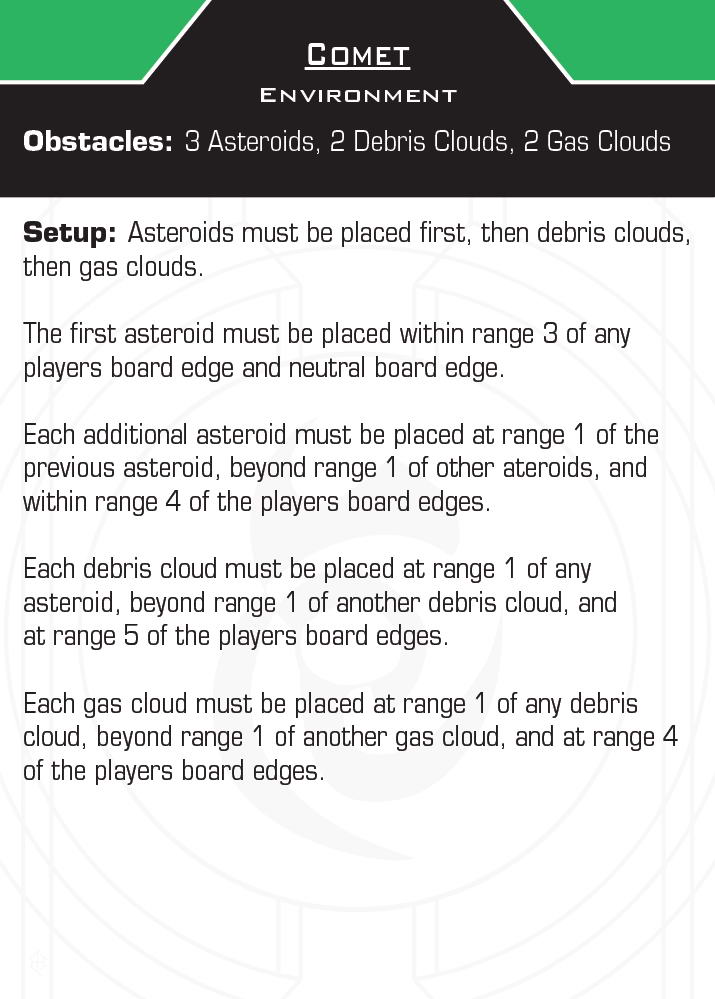 Comet
Environment
Obstacles: 3 Asteroids, 2 Debris Clouds, 2 Gas Clouds
Setup: Asteroids must be placed first, then debris clouds,
then gas clouds.
The first asteroid must be placed within range 3 of any
players board edge and neutral board edge.
Each additional asteroid must be placed at range 1 of the
previous asteroid, beyond range 1 of other ateroids, and
within range 4 of the players board edges.
Each debris cloud must be placed at range 1 of any
asteroid, beyond range 1 of another debris cloud, and
at range 5 of the players board edges.
Each gas cloud must be placed at range 1 of any debris
cloud, beyond range 1 of another gas cloud, and at range 4
of the players board edges.